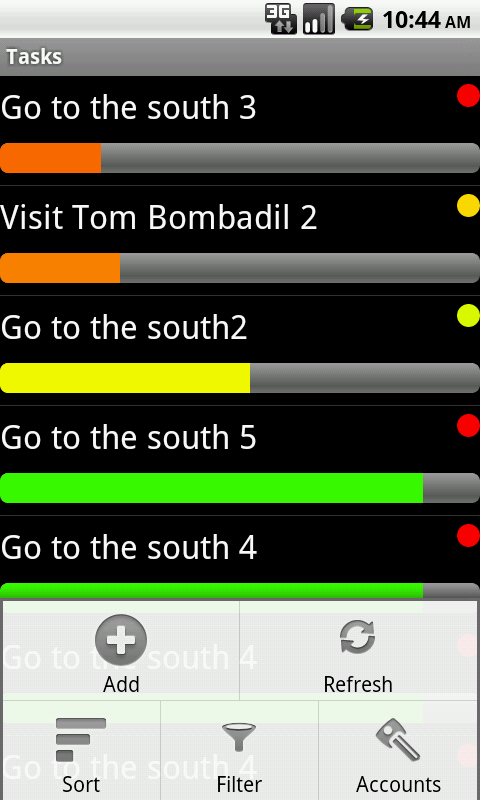 3G 10:44 AM
Tasks
Go to the south 3
Visit Tom Bombadil 2
Go to the south2
Go to the south 5
Go to the south 4
Go to the south 4
Add
Refresh
Go to the south 4
Sort
Filter
Accounts